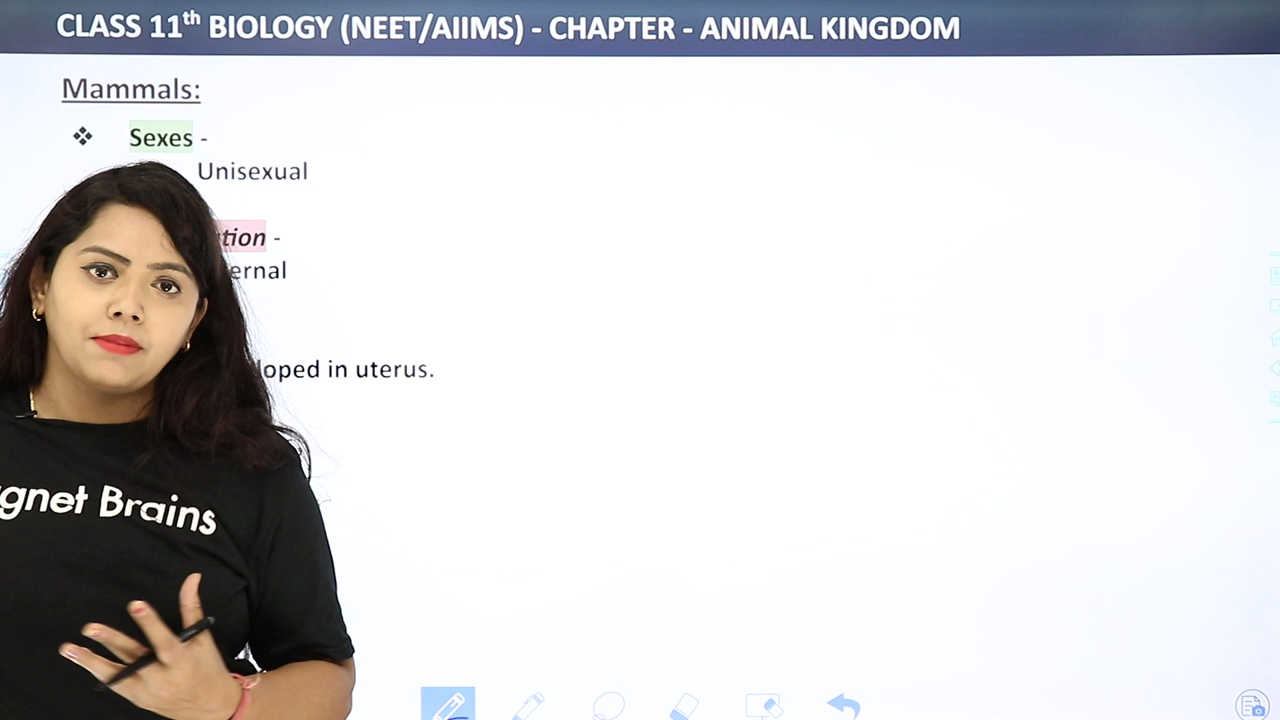 CLASS 11th BIOLOGY (NEET/AIIMS) - CHAPTER - ANIMAL KINGDOM
Mammals:
❖ Sexes -
Unisexual
tion -
ernal
loped in uterus.
gnet Brains